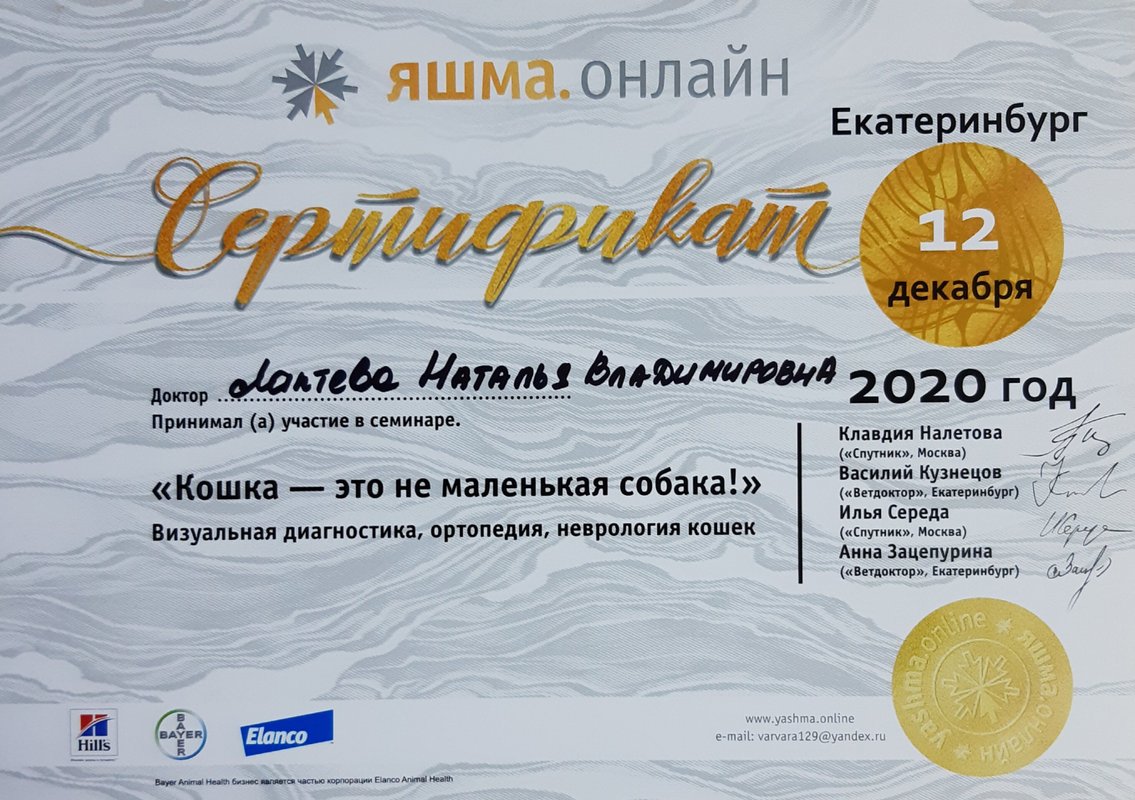 яшма.онлайн
Екатеринбург
Сертификат
12
декабря
2020 год
Доктор Лаптева Наталья Владимировна
Принимал (а) участие в семинаре.
«Кошка — это не маленькая собака!»
Визуальная диагностика, ортопедия, неврология кошек
Клавдия Налетова
(«Спутник», Москва)
Василий Кузнецов
(«Ветдоктор», Екатеринбург)
Илья Середа
(«Спутник», Москва)
Анна Зацепурина
(«Ветдоктор», Екатеринбург)
yashma.online * яшма.онлайн *
Hill's
BAYER
BAYER
Elanco
www.yashma.online
e-mail: varvara129@yandex.ru
Bayer Animal Health бизнес является частью корпорации Elanco Animal Health